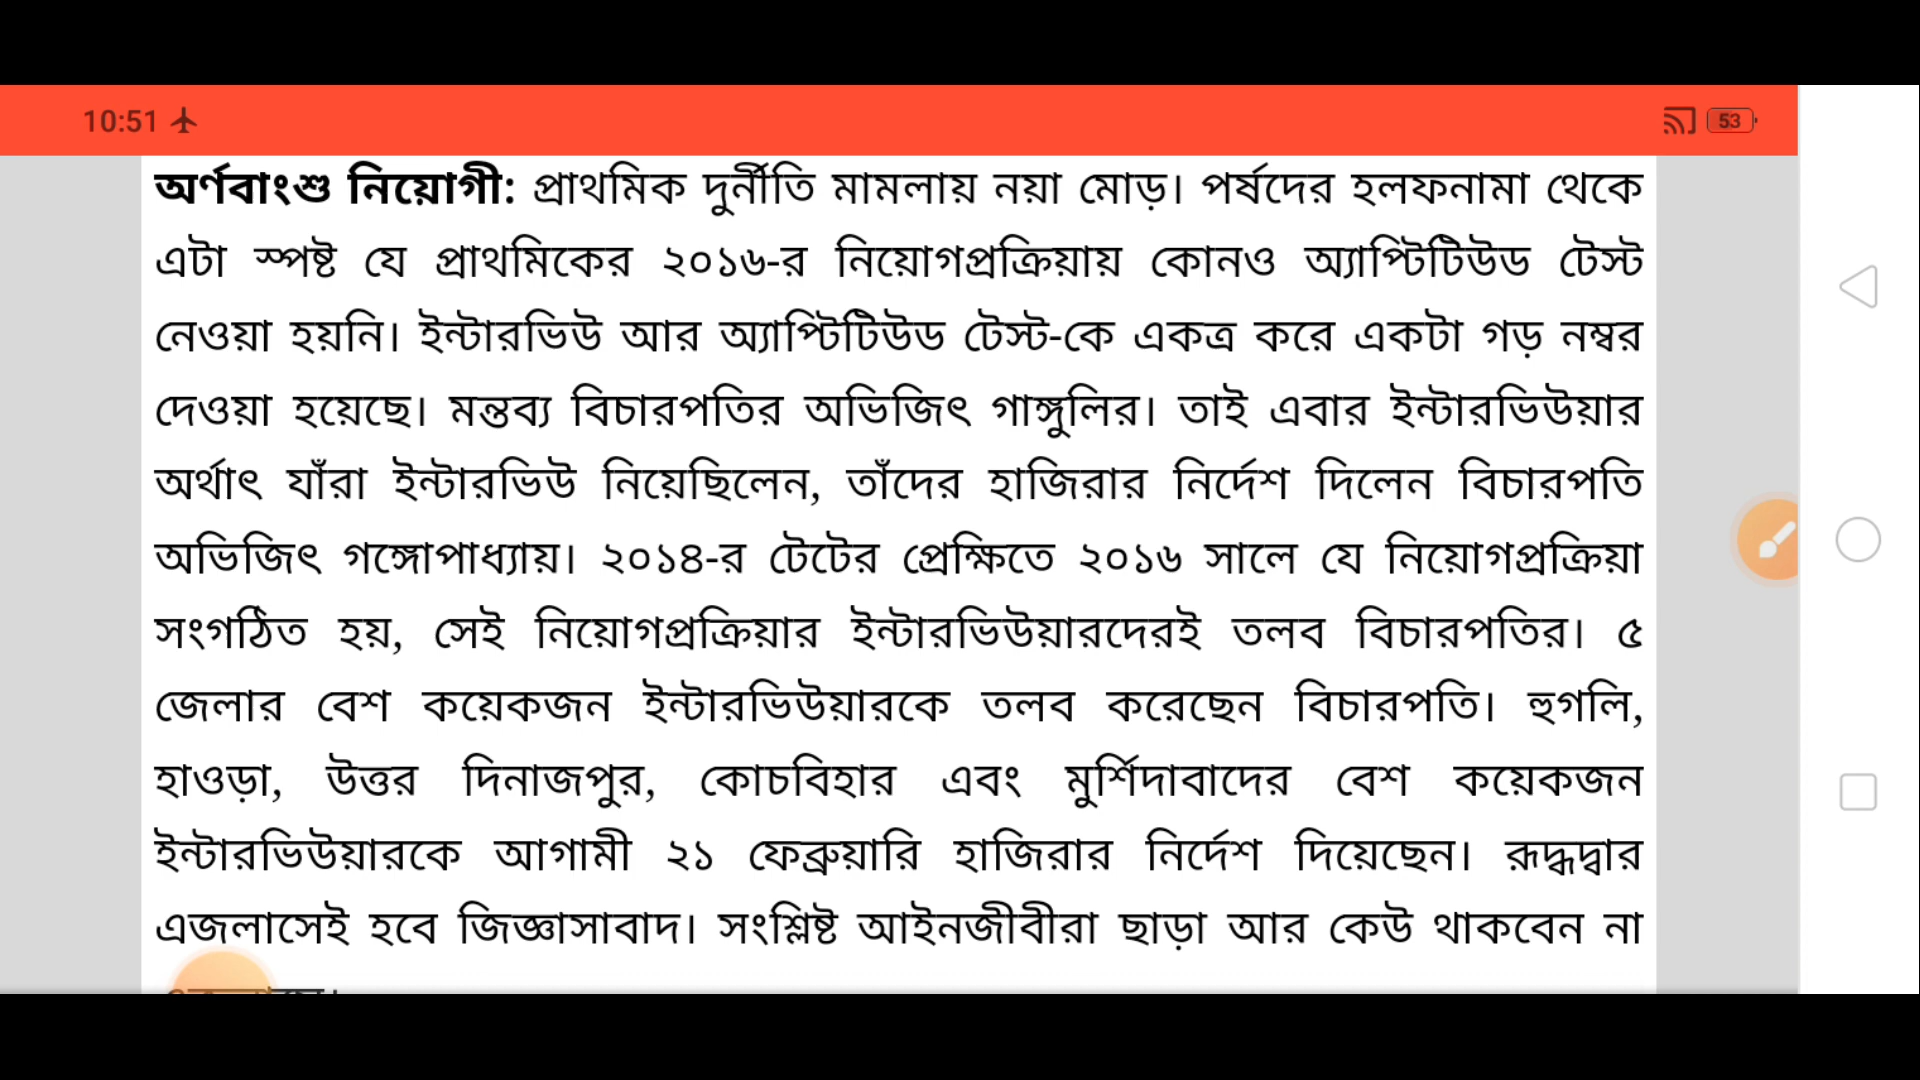 10:51
53
অর্ণবাংশু নিয়োগী: প্রাথমিক দুর্নীতি মামলায় নয়া মোড়। পর্ষদের হলফনামা থেকে
এটা স্পষ্ট যে প্রাথমিকের ২০১৬-র নিয়োগপ্রক্রিয়ায় কোনও অ্যাপ্টিটিউড টেস্ট
নেওয়া হয়নি। ইন্টারভিউ আর অ্যাপ্টিটিউড টেস্ট-কে একত্র করে একটা গড় নম্বর
দেওয়া হয়েছে। মন্তব্য বিচারপতির অভিজিৎ গাঙ্গুলির। তাই এবার ইন্টারভিউয়ার
অর্থাৎ যাঁরা ইন্টারভিউ নিয়েছিলেন, তাঁদের হাজিরার নির্দেশ দিলেন বিচারপতি
অভিজিৎ গঙ্গোপাধ্যায়। ২০১৪-র টেটের প্রেক্ষিতে ২০১৬ সালে যে নিয়োগপ্রক্রিয়া
সংগঠিত হয়, সেই নিয়োগপ্রক্রিয়ার ইন্টারভিউয়ারদেরই তলব বিচারপতির। ৫
জেলার বেশ কয়েকজন ইন্টারভিউয়ারকে তলব করেছেন বিচারপতি। হুগলি,
হাওড়া, উত্তর দিনাজপুর, কোচবিহার এবং মুর্শিদাবাদের বেশ কয়েকজন
ইন্টারভিউয়ারকে আগামী ২১ ফেব্রুয়ারি হাজিরার নির্দেশ দিয়েছেন। রূদ্ধদ্বার
এজলাসেই হবে জিজ্ঞাসাবাদ। সংশ্লিষ্ট আইনজীবীরা ছাড়া আর কেউ থাকবেন না